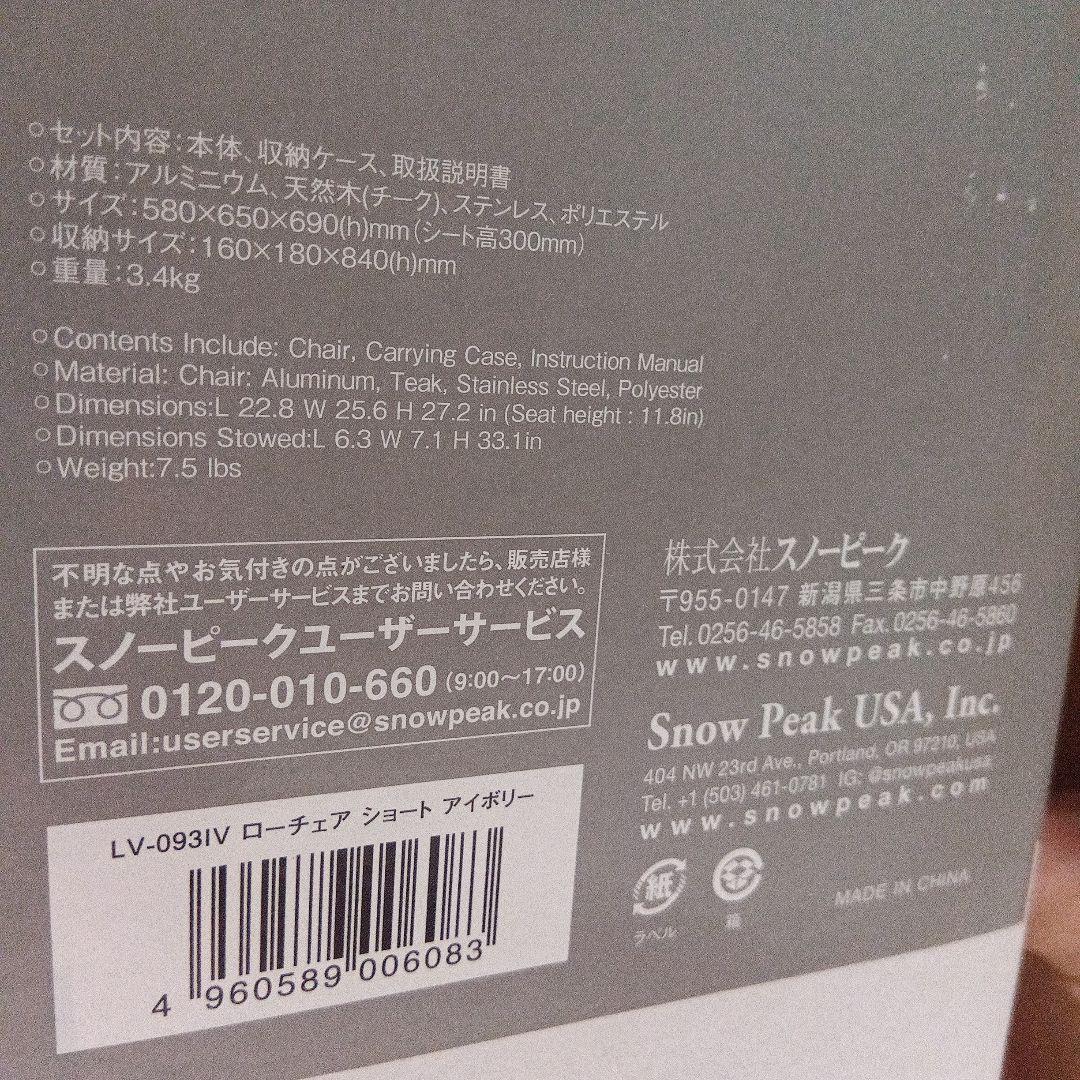 ○セット内容：本体、収納ケース、取扱説明書
○材質：アルミニウム、天然木(チーク)、ステンレス、ポリエステル
○サイズ：580×650×690(h)mm（シート高300mm）
○収納サイズ：160×180×840(h)mm
○重量：3.4kg
○Contents Include: Chair, Carrying Case, Instruction Manual
○Material: Chair: Aluminum, Teak, Stainless Steel, Polyester
○Dimensions:L 22.8 W 25.6 H 27.2 in (Seat height : 11.8in)
○Dimensions Stowed:L 6.3 W 7.1 H 33.1in
○Weight:7.5 lbs
不明な点やお気付きの点がございましたら、販売店様
または弊社ユーザーサービスまでお問い合わせください。
スノーピークユーザーサービス
0120-010-660 (9:00～17:00)
Email:userservice@snowpeak.co.jp
株式会社スノーピーク
〒955-0147 新潟県三条市中野原456
Tel.0256-46-5858 Fax.0256-46-5860
www.snowpeak.co.jp
Snow Peak USA, Inc.
404 NW 23rd Ave., Portland, OR 97210, USA
Tel. +1 (503) 461-0781 IG: @snowpeakusa
www.snowpeak.com
LV-093IV ローチェア ショート アイボリー
4 960589 006083
紙
ラベル
箱
MADE IN CHINA